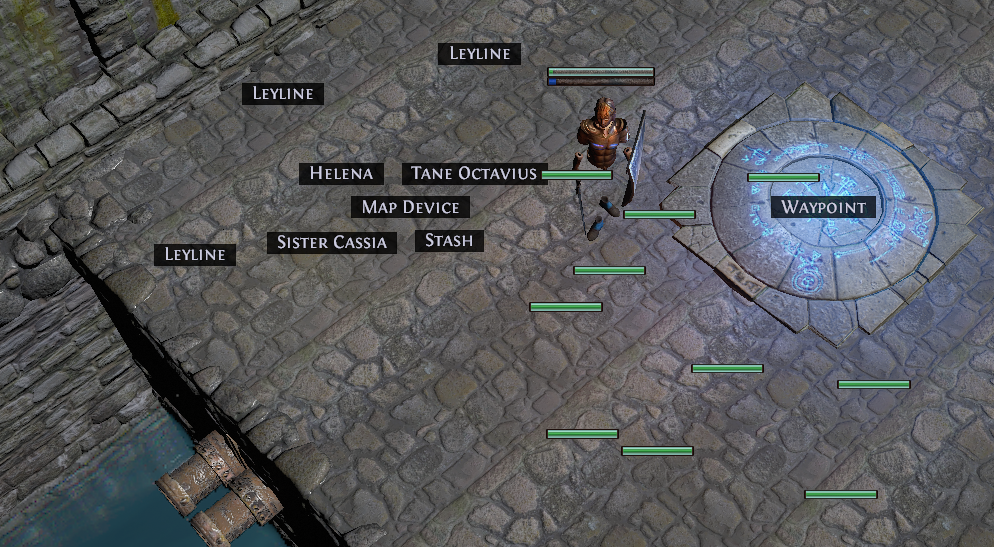 Leyline
Leyline
Helena
Tane Octavius
Map Device
Waypoint
Sister Cassia
Stash
Leyline